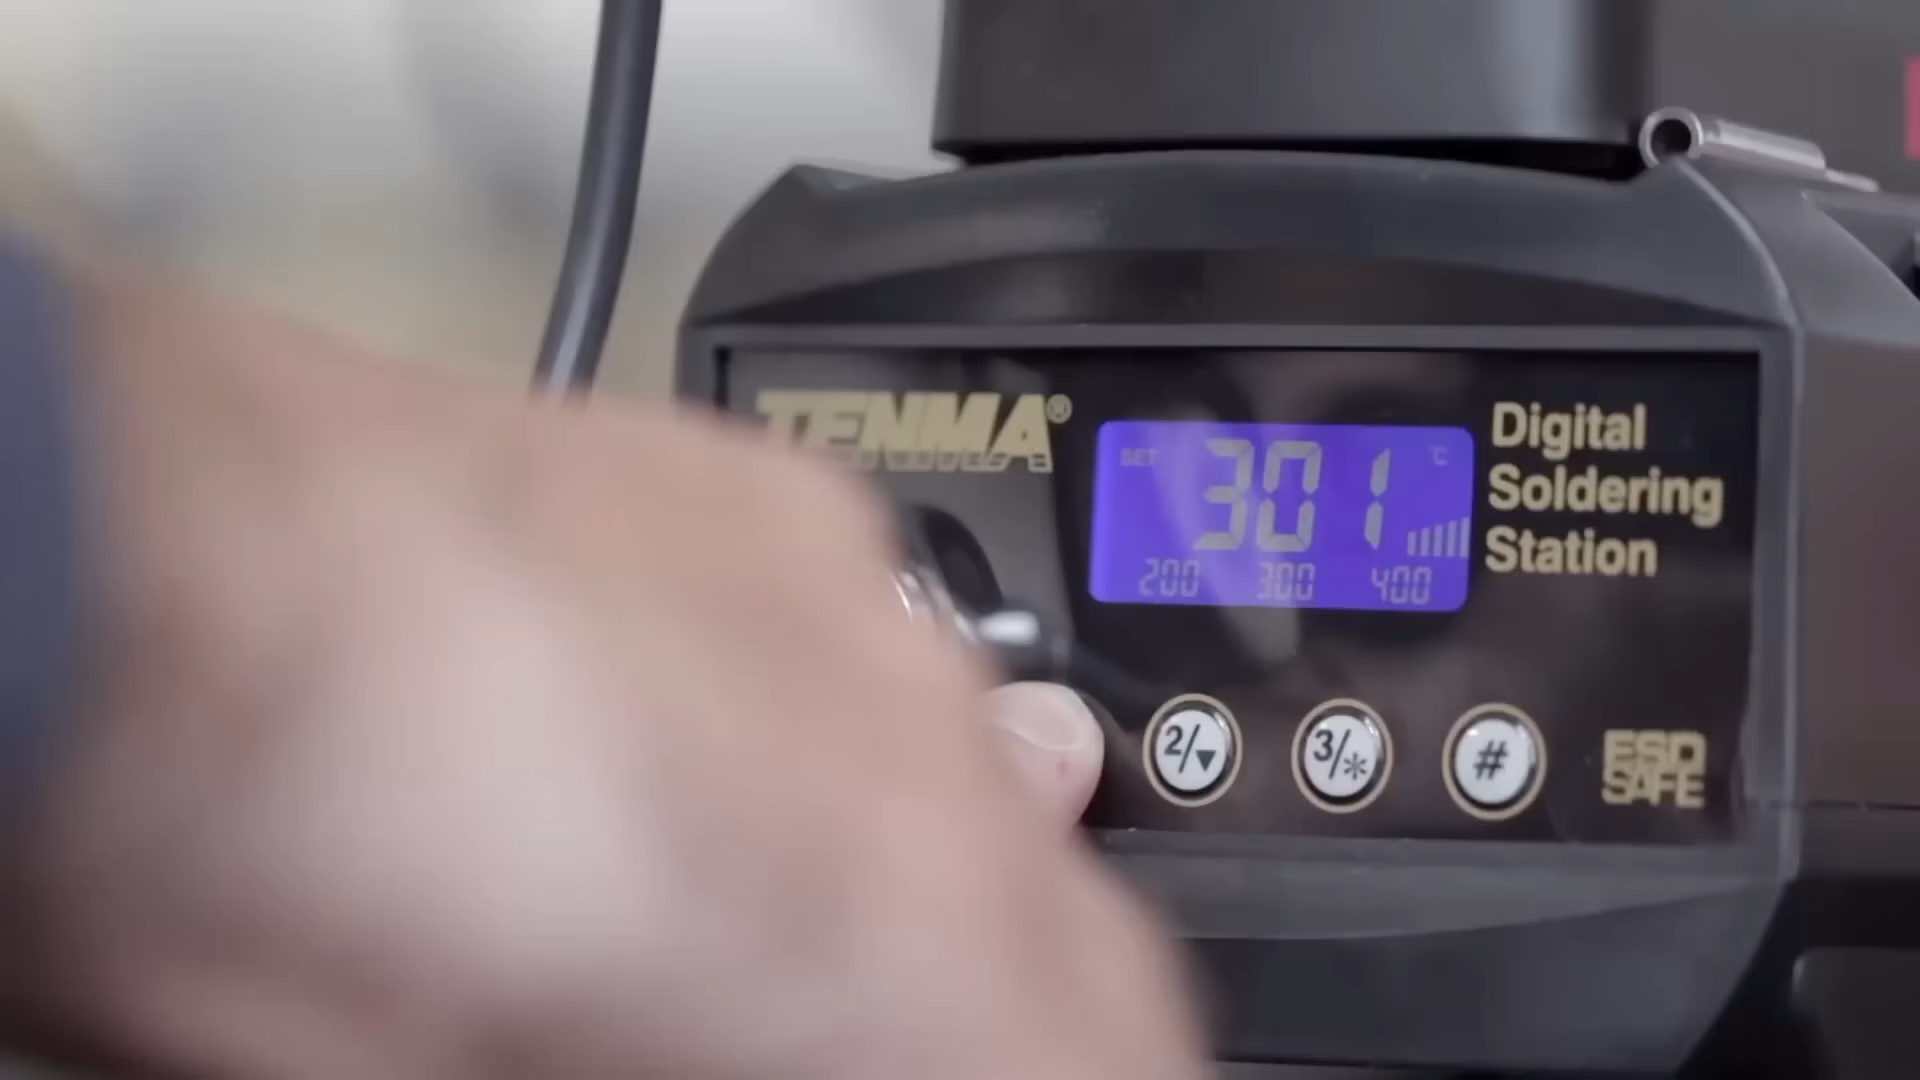 TENMA®
SET 301 °C
200 300 400
Digital
Soldering
Station
2/▼ 3/* #
ESD
SAFE